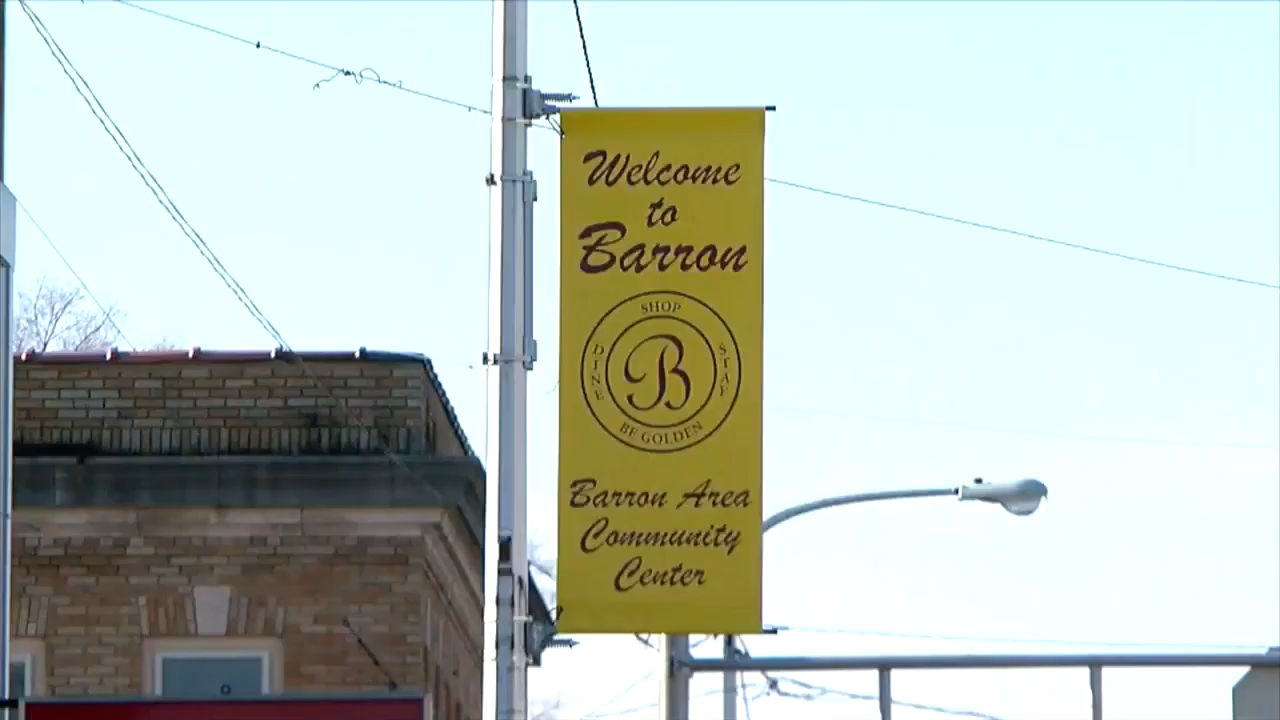 Welcome
to
Barron
SHOP
DINE
STAY
B
BE GOLDEN
Barron Area
Community
Center